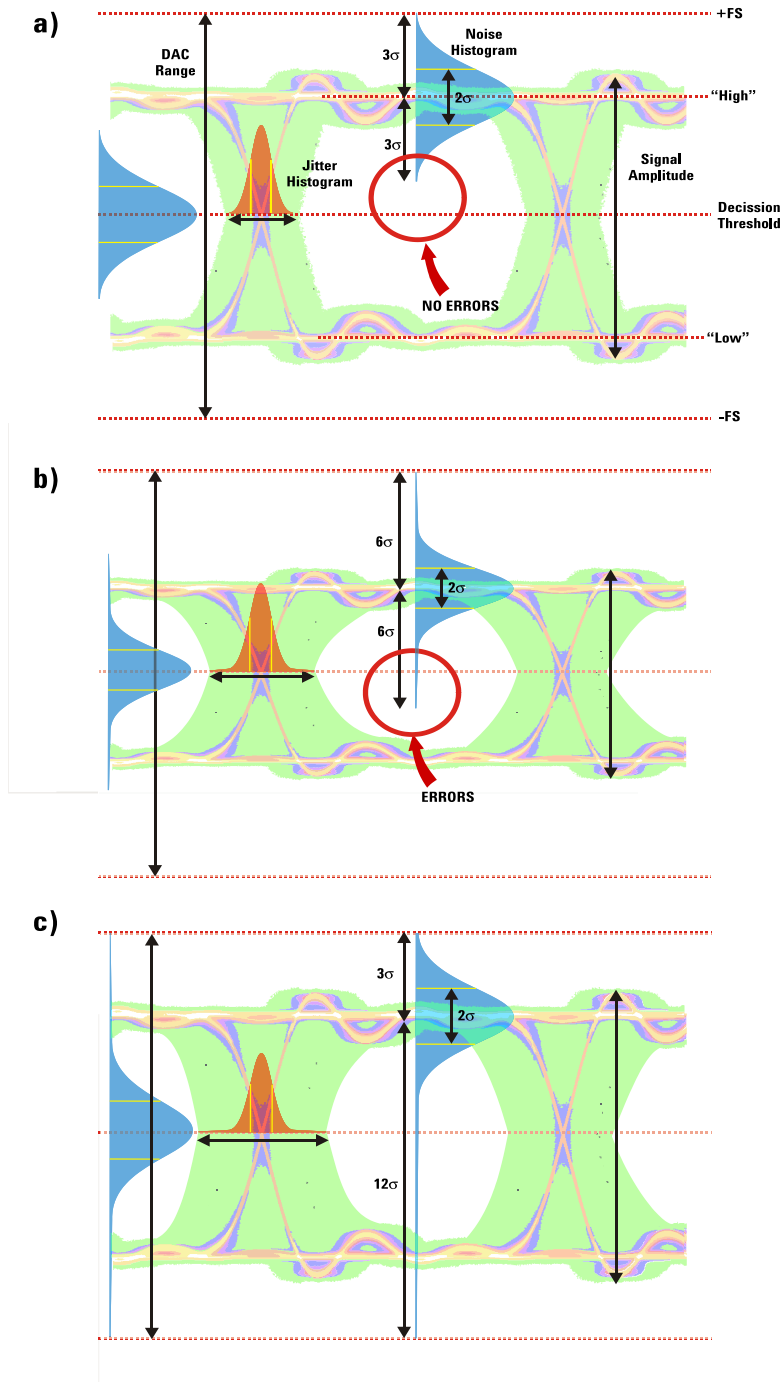 a)
+FS
DAC
Range
3σ
Noise
Histogram
2σ
"High"
3σ
Jitter
Histogram
Signal
Amplitude
Decission
Threshold
NO ERRORS
"Low"
-FS
b)
6σ
2σ
6σ
ERRORS
c)
3σ
2σ
12σ